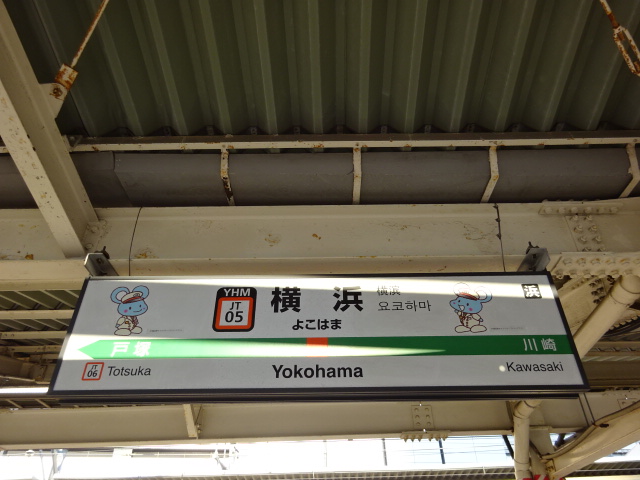 YHM
JT
05
横浜
よこはま
横滨
요코하마
浜
戸塚
川崎
JT
06
Totsuka
Yokohama
Kawasaki